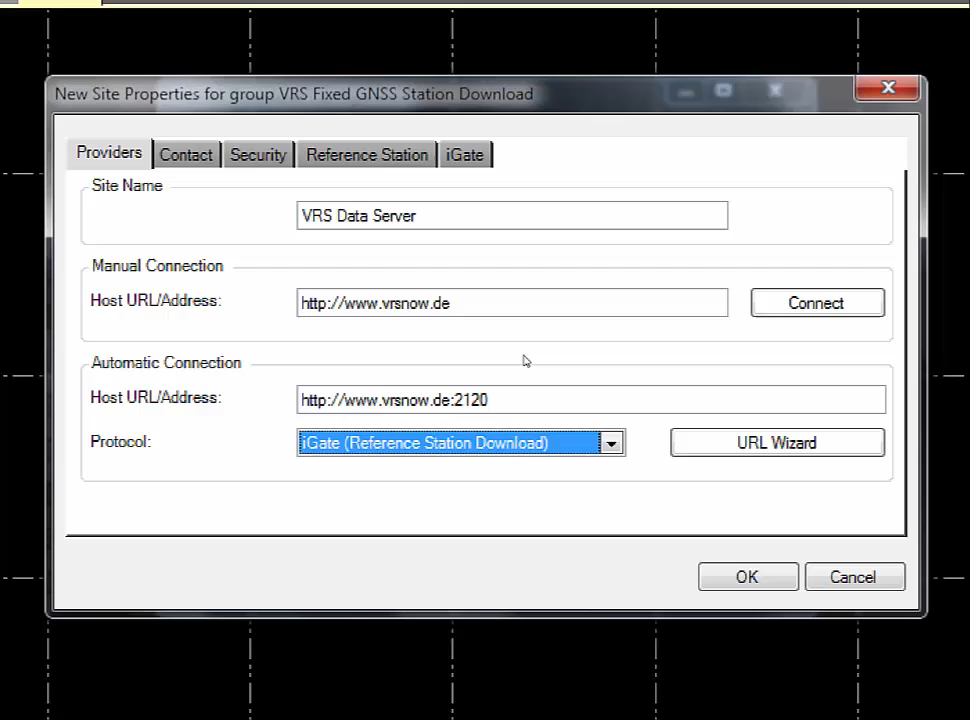 New Site Properties for group VRS Fixed GNSS Station Download
Providers Contact Security Reference Station iGate
Site Name
VRS Data Server
Manual Connection
Host URL/Address: http://www.vrsnow.de Connect
Automatic Connection
Host URL/Address: http://www.vrsnow.de:2120
Protocol: iGate (Reference Station Download) URL Wizard
OK Cancel